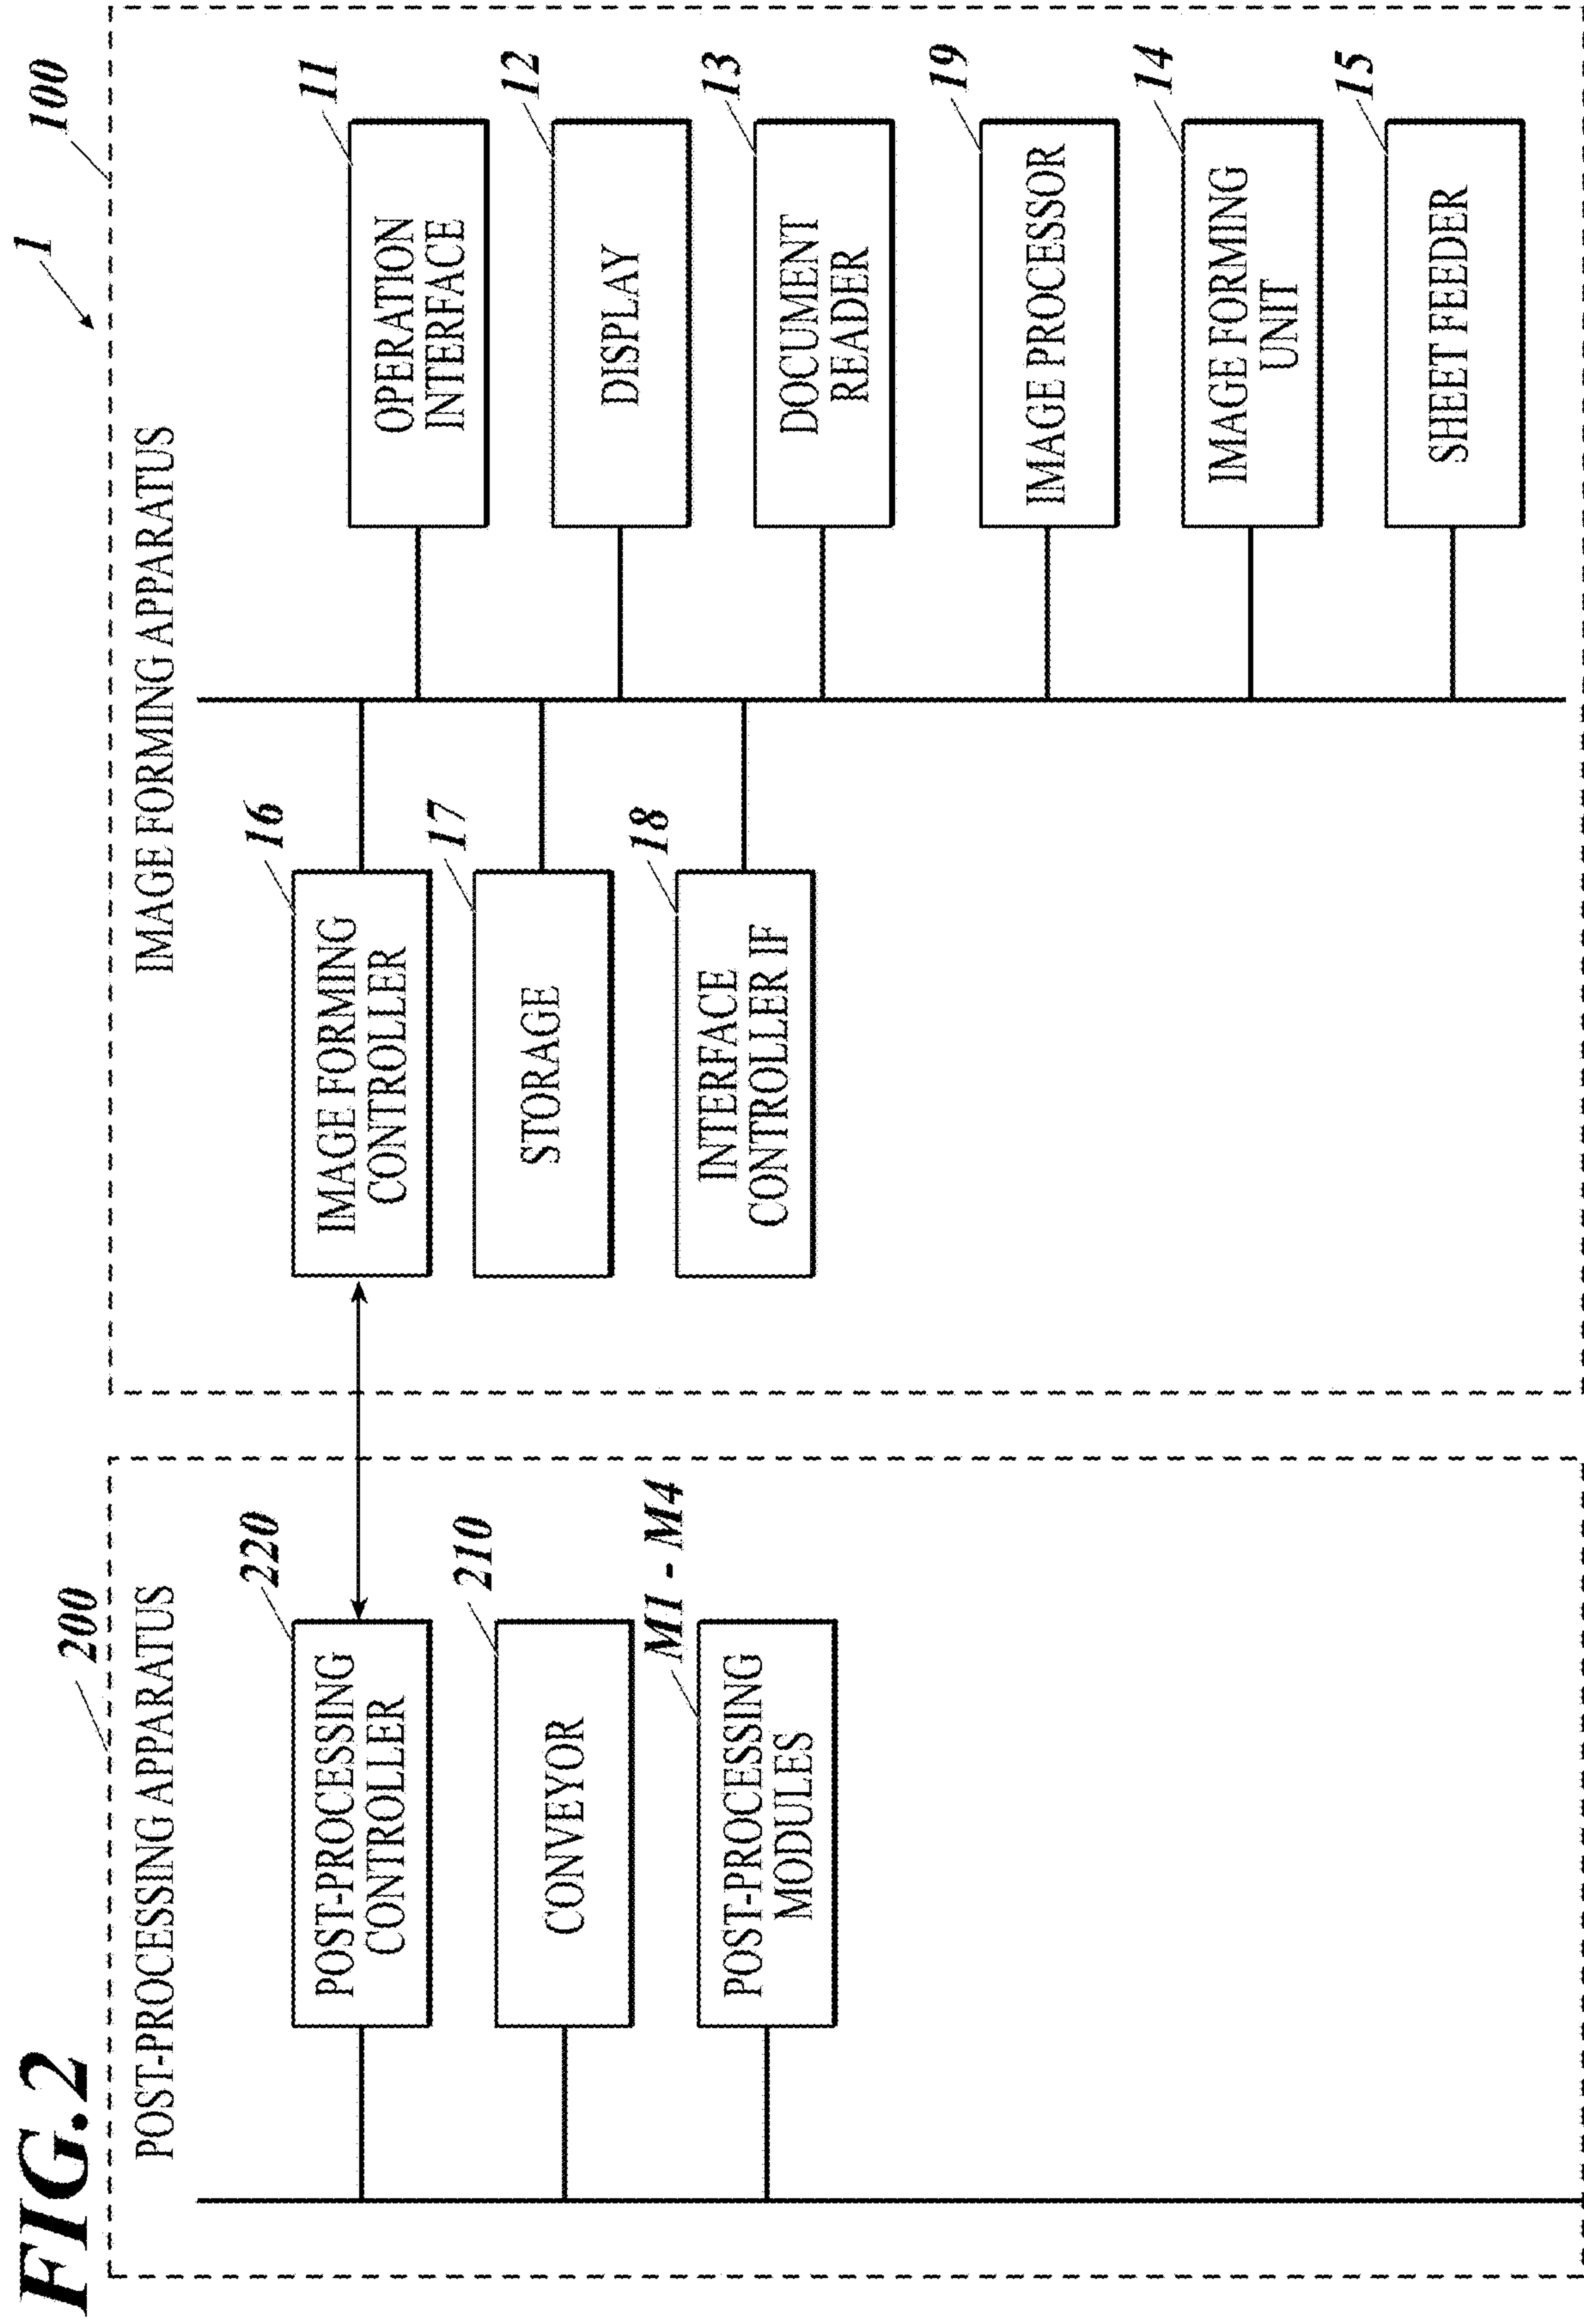 FIG.2
1
200
100
POST-PROCESSING APPARATUS
IMAGE FORMING APPARATUS
220
POST-PROCESSING
CONTROLLER
210
CONVEYOR
M1 - M4
POST-PROCESSING
MODULES
16
IMAGE FORMING
CONTROLLER
17
STORAGE
18
INTERFACE
CONTROLLER IF
11
OPERATION
INTERFACE
12
DISPLAY
13
DOCUMENT
READER
19
IMAGE PROCESSOR
14
IMAGE FORMING
UNIT
15
SHEET FEEDER